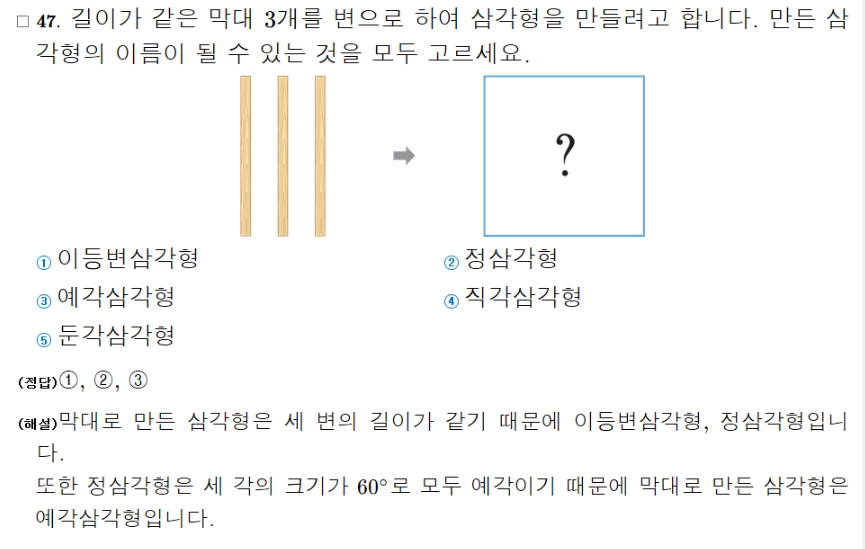 □ 47. 길이가 같은 막대 3개를 변으로 하여 삼각형을 만들려고 합니다. 만든 삼
각형의 이름이 될 수 있는 것을 모두 고르세요.
?
① 이등변삼각형 ② 정삼각형
③ 예각삼각형 ④ 직각삼각형
⑤ 둔각삼각형
(정답)①, ②, ③
(해설)막대로 만든 삼각형은 세 변의 길이가 같기 때문에 이등변삼각형, 정삼각형입니
다.
또한 정삼각형은 세 각의 크기가 60°로 모두 예각이기 때문에 막대로 만든 삼각형은
예각삼각형입니다.